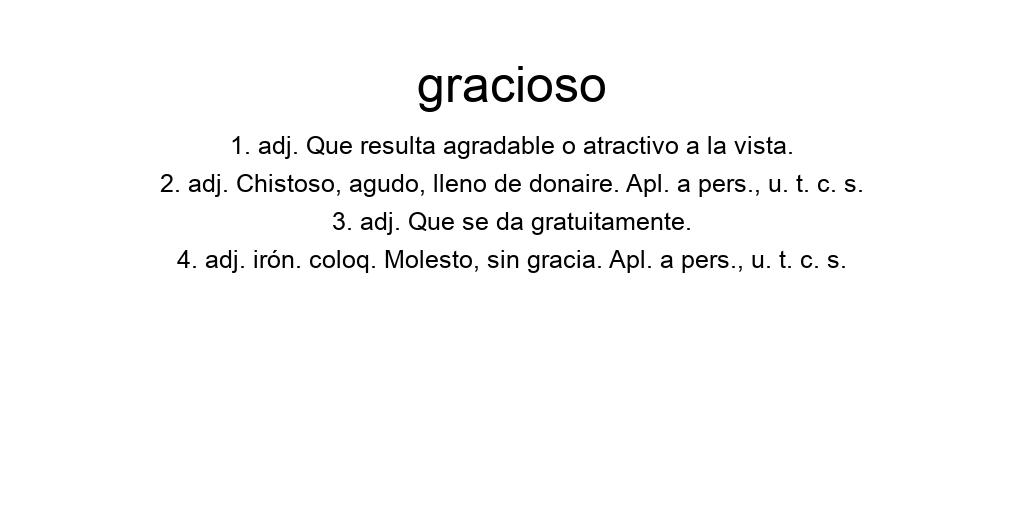 gracioso
1. adj. Que resulta agradable o atractivo a la vista.
2. adj. Chistoso, agudo, lleno de donaire. Apl. a pers., u. t. c. s.
3. adj. Que se da gratuitamente.
4. adj. irón. coloq. Molesto, sin gracia. Apl. a pers., u. t. c. s.